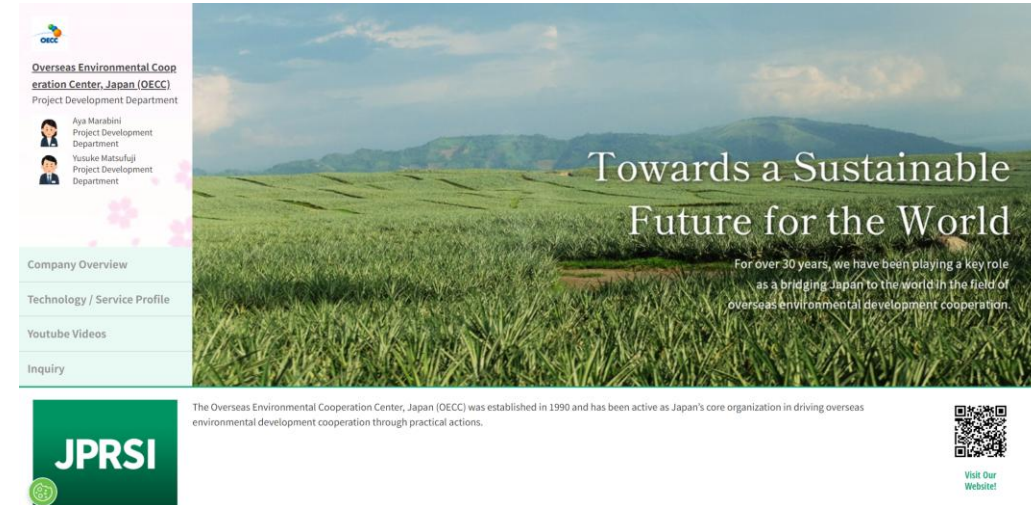 OECC
Overseas Environmental Coop
eration Center, Japan (OECC)
Project Development Department
Aya Marabini
Project Development
Department
Yusuke Matsufuji
Project Development
Department
Company Overview
Technology / Service Profile
Youtube Videos
Inquiry
Towards a Sustainable
Future for the World
For over 30 years, we have been playing a key role
as a bridging Japan to the world in the field of
overseas environmental development cooperation.
JPRSI
The Overseas Environmental Cooperation Center, Japan (OECC) was established in 1990 and has been active as Japan's core organization in driving overseas
environmental development cooperation through practical actions.
Visit Our
Website!